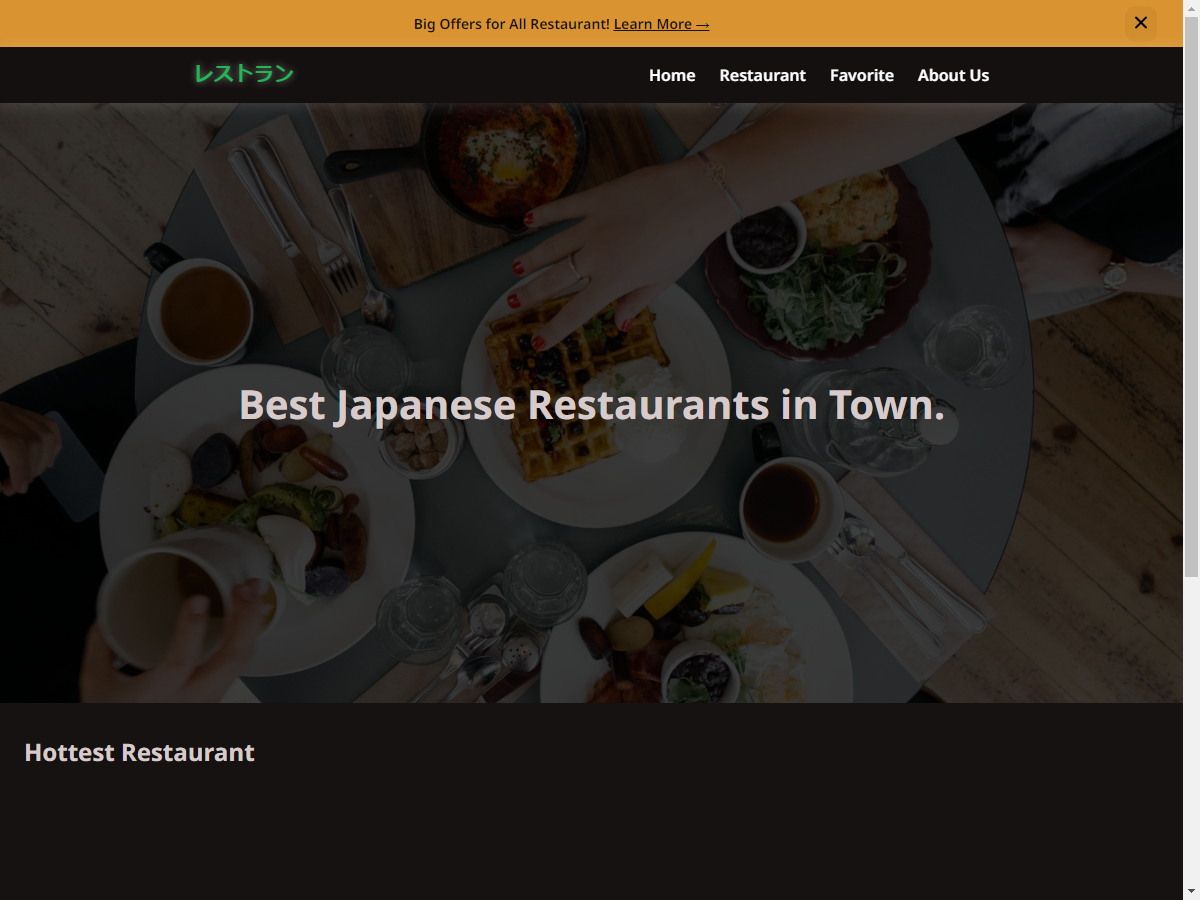 Big Offers for All Restaurant! Learn More →
レストラン
Home Restaurant Favorite About Us
Best Japanese Restaurants in Town.
Hottest Restaurant